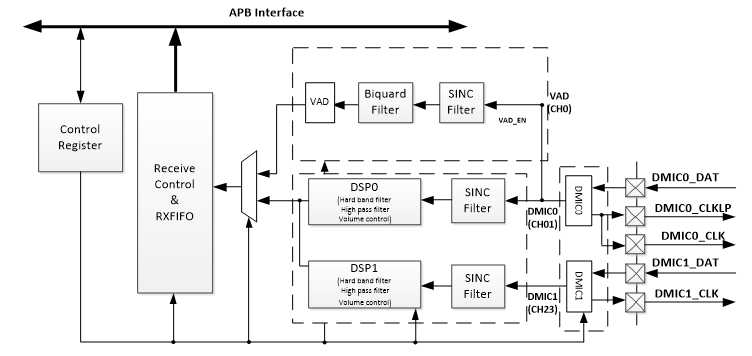 APB Interface
Control
Register
Receive
Control
&
RXFIFO
VAD
Biquard
Filter
SINC
Filter
VAD_EN
VAD
(CH0)
DSP0
(Hard band filter
High pass filter
Volume control)
SINC
Filter
DMIC0
(CH01)
DMIC0
DMIC0_DAT
DMIC0_CLKLP
DMIC0_CLK
DSP1
(Hard band filter
High pass filter
Volume control)
SINC
Filter
DMIC1
(CH23)
DMIC1
DMIC1_DAT
DMIC1_CLK